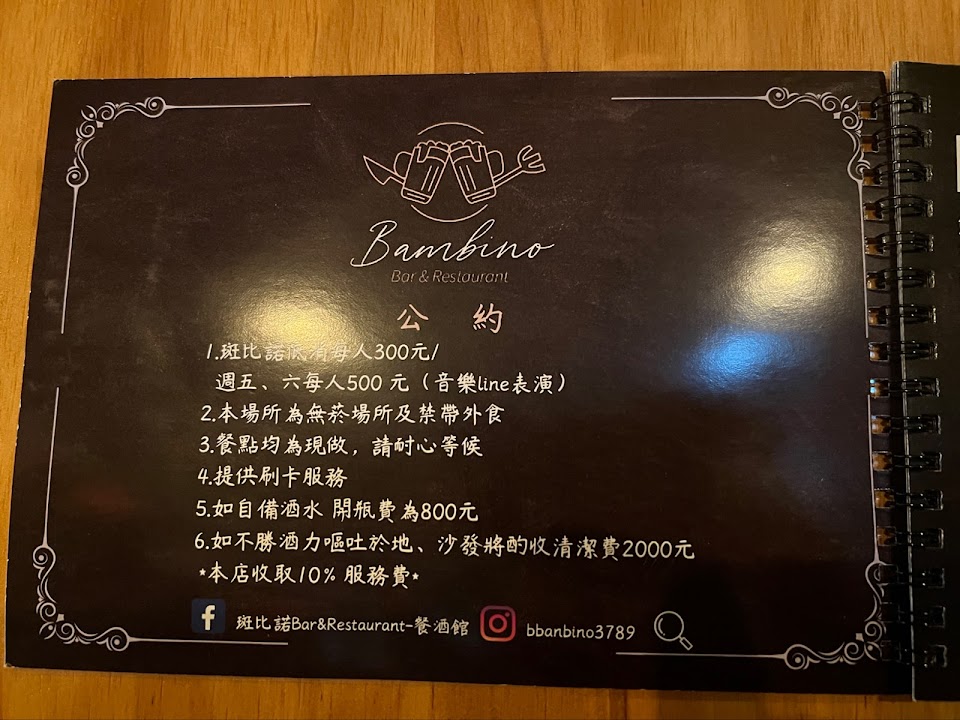 Bambino
Bar & Restaurant
公 約
1.班比諾低消每人300元/
週五、六每人500 元（音樂line表演）
2.本場所為無菸場所及禁帶外食
3.餐點均為現做，請耐心等候
4.提供刷卡服務
5.如自備酒水 開瓶費為800元
6.如不勝酒力嘔吐於地、沙發將酌收清潔費2000元
*本店收取10% 服務費*
班比諾Bar&Restaurant-餐酒館 bbanbino3789